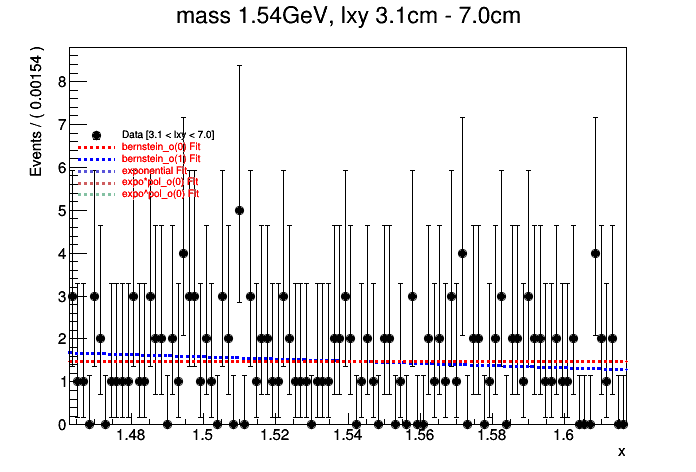 mass 1.54GeV, lxy 3.1cm - 7.0cm
Events / ( 0.00154 )
8
7
6
5
4
3
2
1
0
Data [3.1 < lxy < 7.0]
bernstein_o(0) Fit
bernstein_o(1) Fit
exponential Fit
expo*pol_o(0) Fit
expo^pol_o(0) Fit
1.48 1.5 1.52 1.54 1.56 1.58 1.6
x